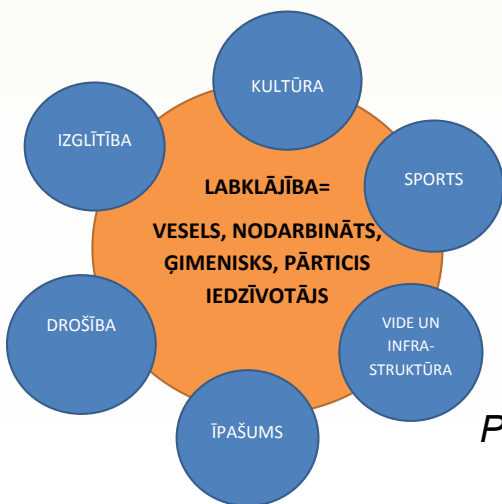 KULTŪRA
IZGLĪTĪBA
SPORTS
LABKLĀJĪBA=
VESELS, NODARBINĀTS,
ĢIMENISKS, PĀRTICIS
IEDZĪVOTĀJS
DROŠĪBA
VIDE UN
INFRA-
STRUKTŪRA
ĪPAŠUMS
P